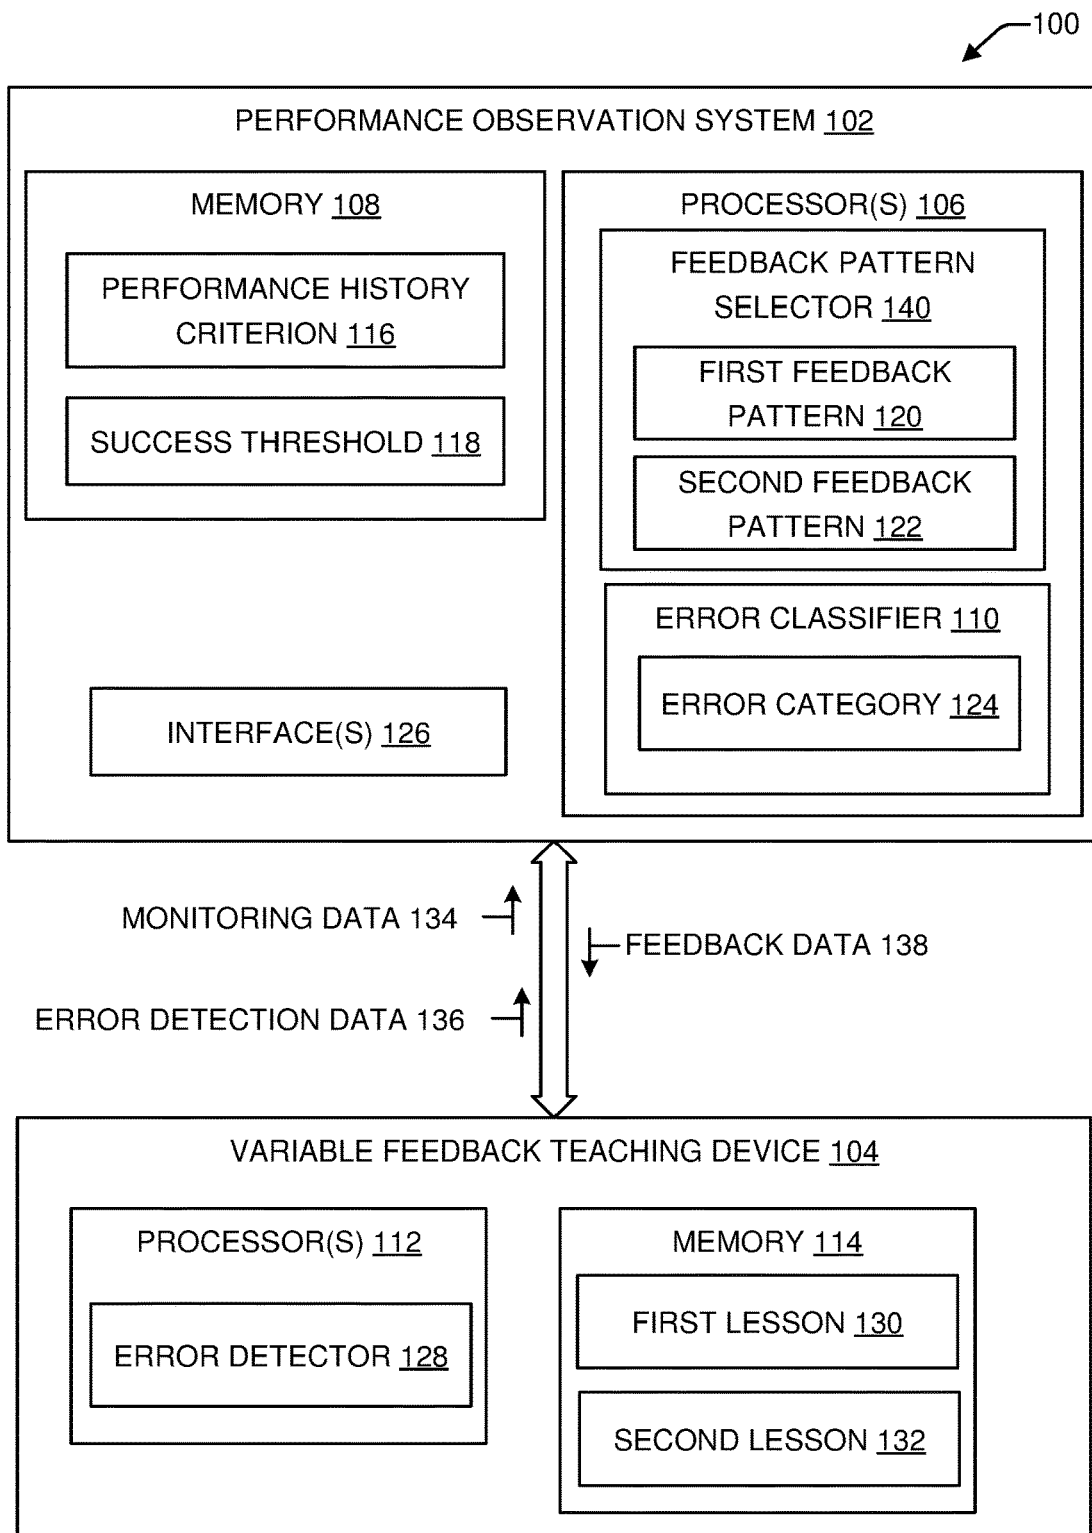 100
PERFORMANCE OBSERVATION SYSTEM 102
MEMORY 108
PERFORMANCE HISTORY
CRITERION 116
SUCCESS THRESHOLD 118
INTERFACE(S) 126
PROCESSOR(S) 106
FEEDBACK PATTERN
SELECTOR 140
FIRST FEEDBACK
PATTERN 120
SECOND FEEDBACK
PATTERN 122
ERROR CLASSIFIER 110
ERROR CATEGORY 124
MONITORING DATA 134
FEEDBACK DATA 138
ERROR DETECTION DATA 136
VARIABLE FEEDBACK TEACHING DEVICE 104
PROCESSOR(S) 112
ERROR DETECTOR 128
MEMORY 114
FIRST LESSON 130
SECOND LESSON 132